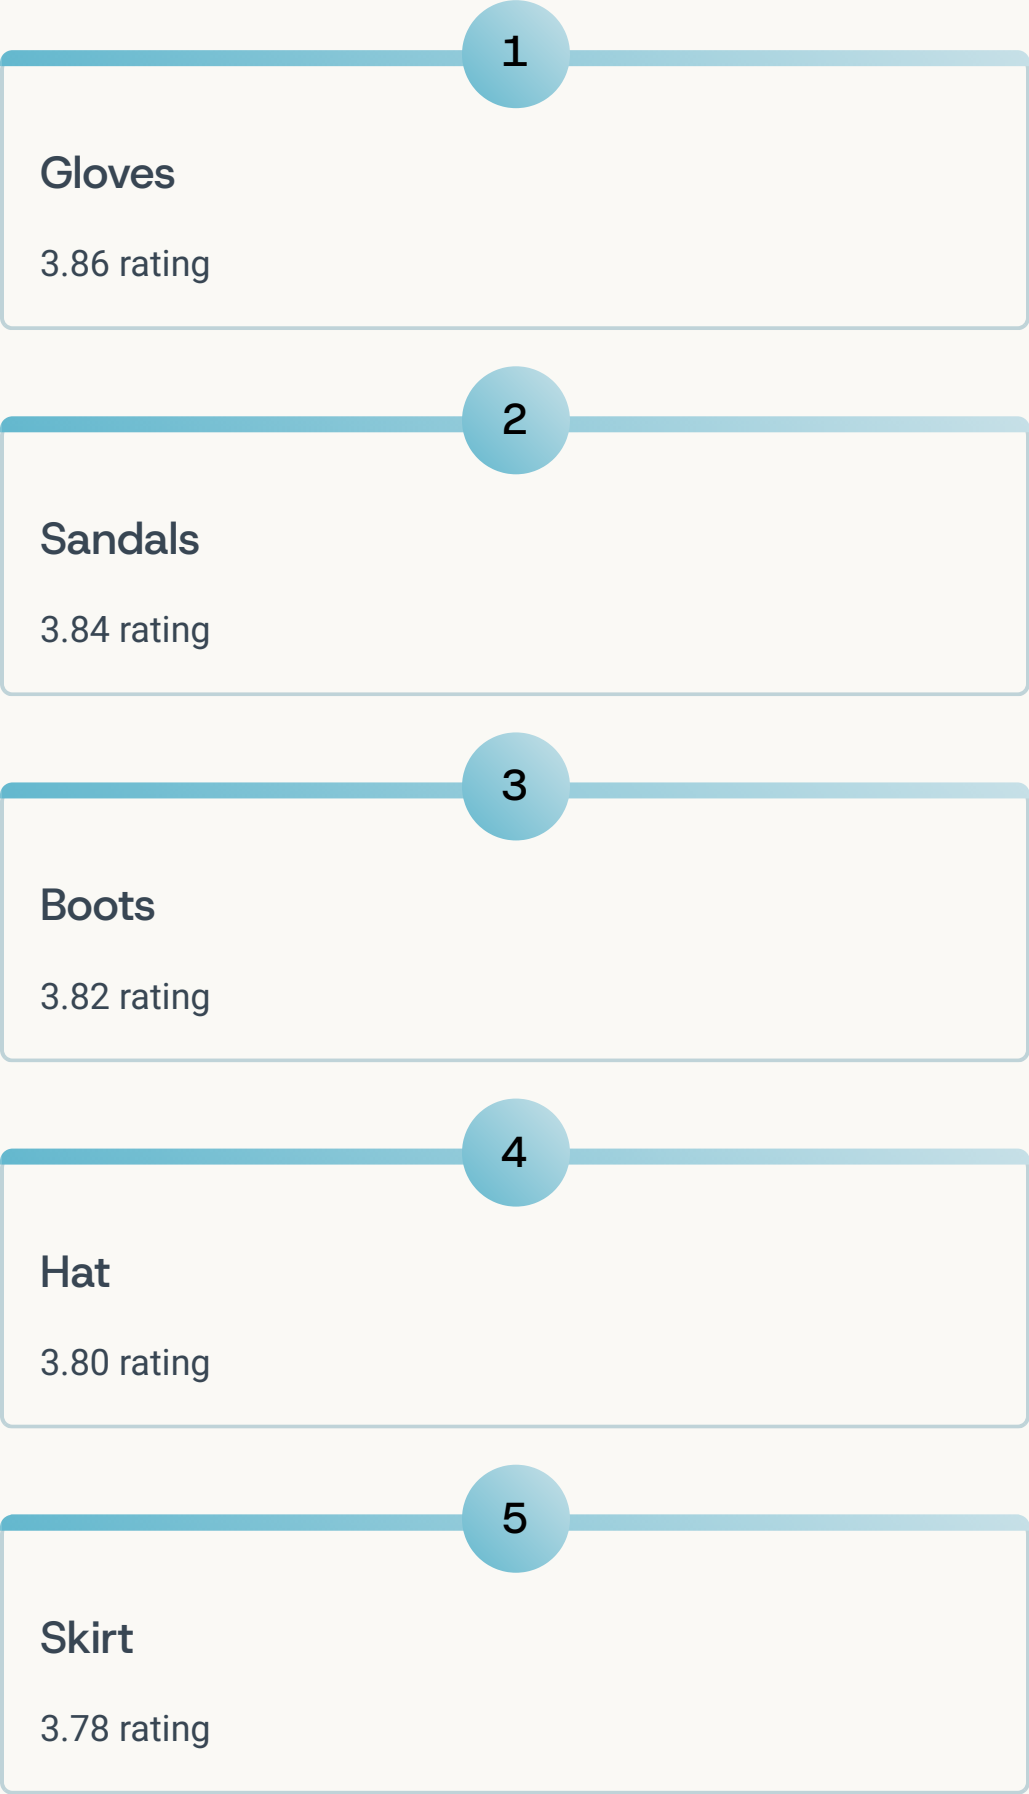 1
Gloves
3.86 rating
2
Sandals
3.84 rating
3
Boots
3.82 rating
4
Hat
3.80 rating
5
Skirt
3.78 rating